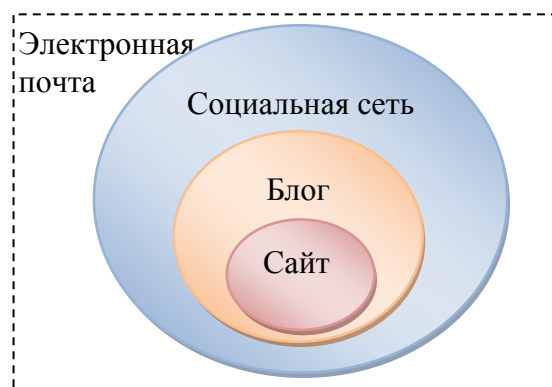 Электронная
почта
Социальная сеть
Блог
Сайт